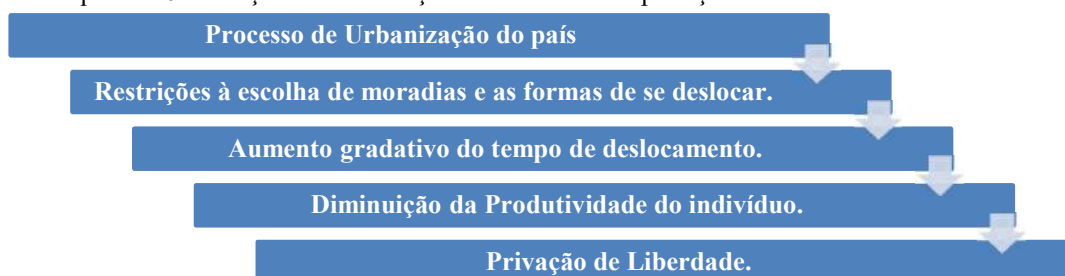 Processo de Urbanização do país
Restrições à escolha de moradias e as formas de se deslocar.
Aumento gradativo do tempo de deslocamento.
Diminuição da Produtividade do indivíduo.
Privação de Liberdade.